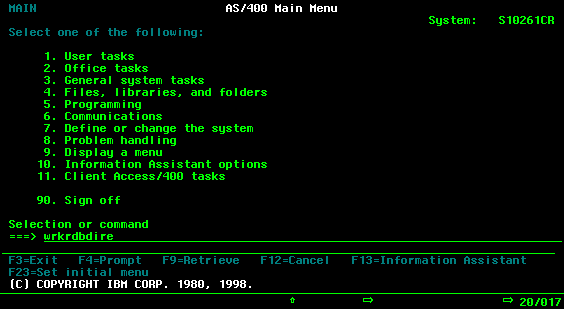 MAIN AS/400 Main Menu
System: S10261CR
Select one of the following:
1. User tasks
2. Office tasks
3. General system tasks
4. Files, libraries, and folders
5. Programming
6. Communications
7. Define or change the system
8. Problem handling
9. Display a menu
10. Information Assistant options
11. Client Access/400 tasks
90. Sign off
Selection or command
===> wrkrdbdire
F3=Exit F4=Prompt F9=Retrieve F12=Cancel F13=Information Assistant
F23=Set initial menu
(C) COPYRIGHT IBM CORP. 1980, 1998.
⇧ ⇨ ⇨ 20/017